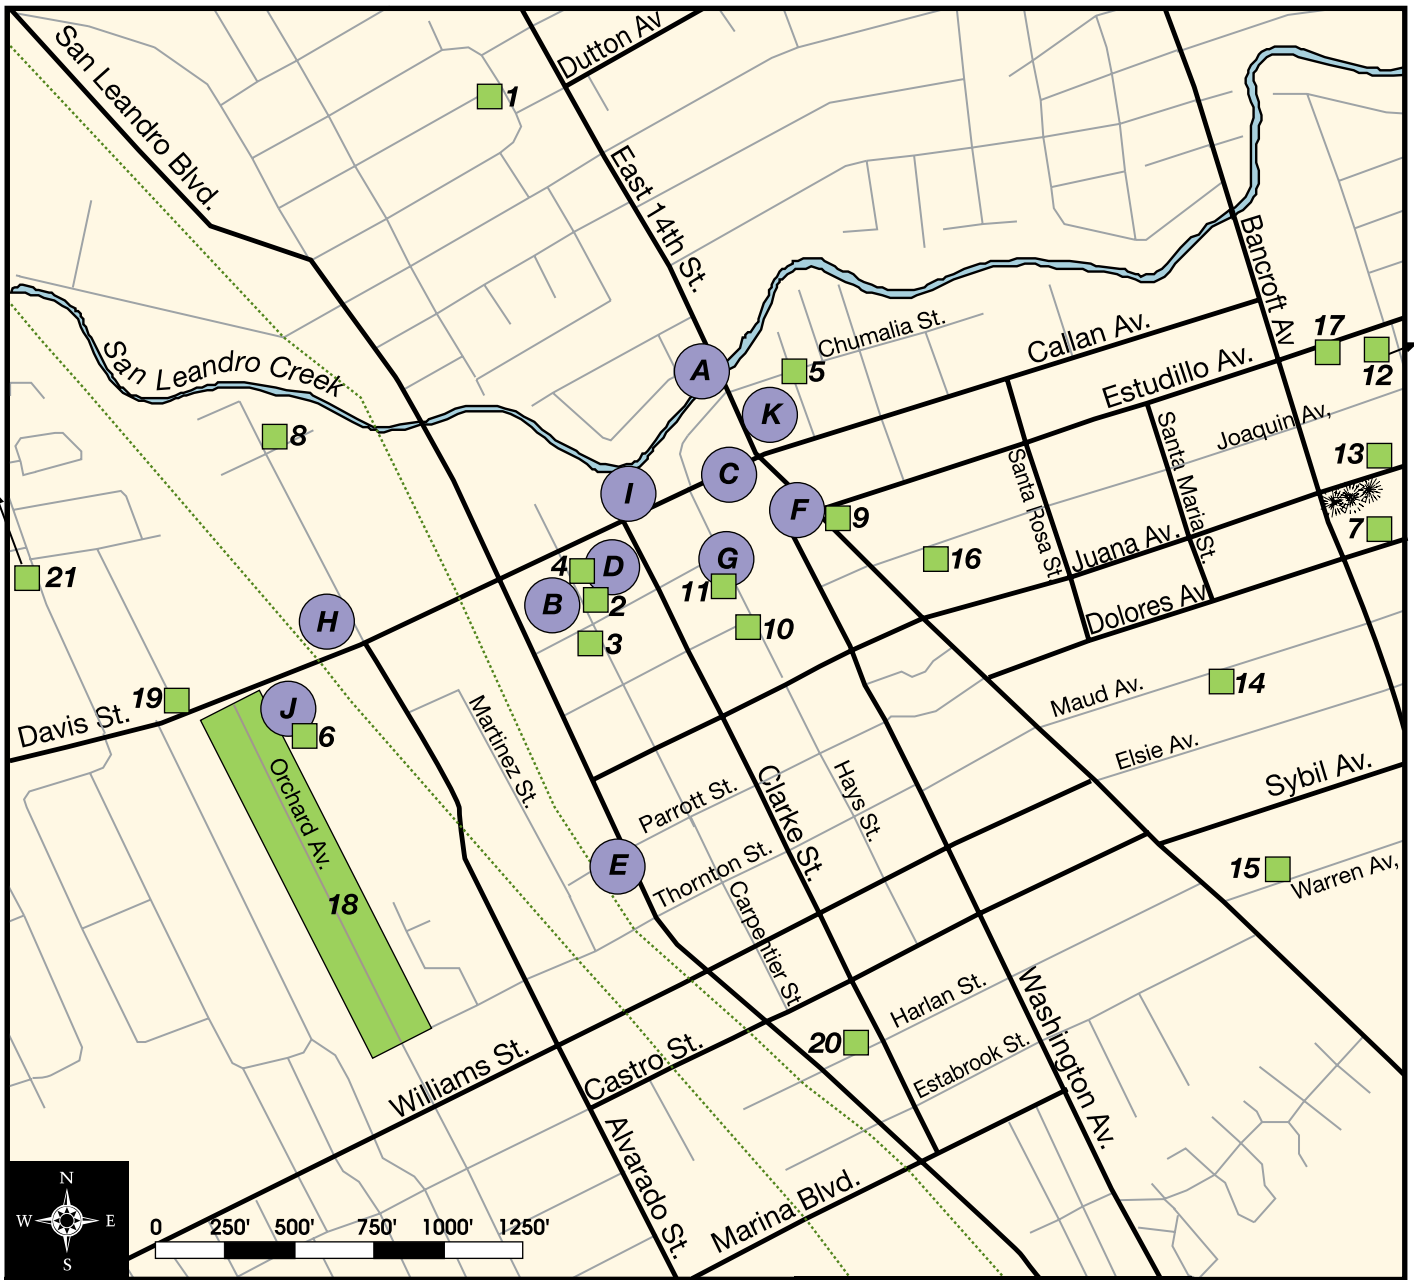 San Leandro Blvd.
Dutton Av
1
East 14th St.
Bancroft Av
San Leandro Creek
Chumalia St.
Callan Av.
Estudillo Av.
17
12
A
5
K
8
Santa Maria St.
Joaquin Av,
13
C
I
F
9
Santa Rosa St.
7
21
4
D
G
16
Juana Av.
11
B
2
H
10
Dolores Av
3
19
J
6
Davis St.
Martinez St.
Maud Av.
14
Orchard Av.
18
Parrott St.
Clarke St.
Hays St.
Elsie Av.
Sybil Av.
E
Thornton St.
Carpentier St
15
Warren Av,
Williams St.
Castro St.
20
Harlan St.
Estabrook St.
Washington Av.
Alvarado St.
Marina Blvd.
N
W E
S
0 250' 500' 750' 1000' 1250'